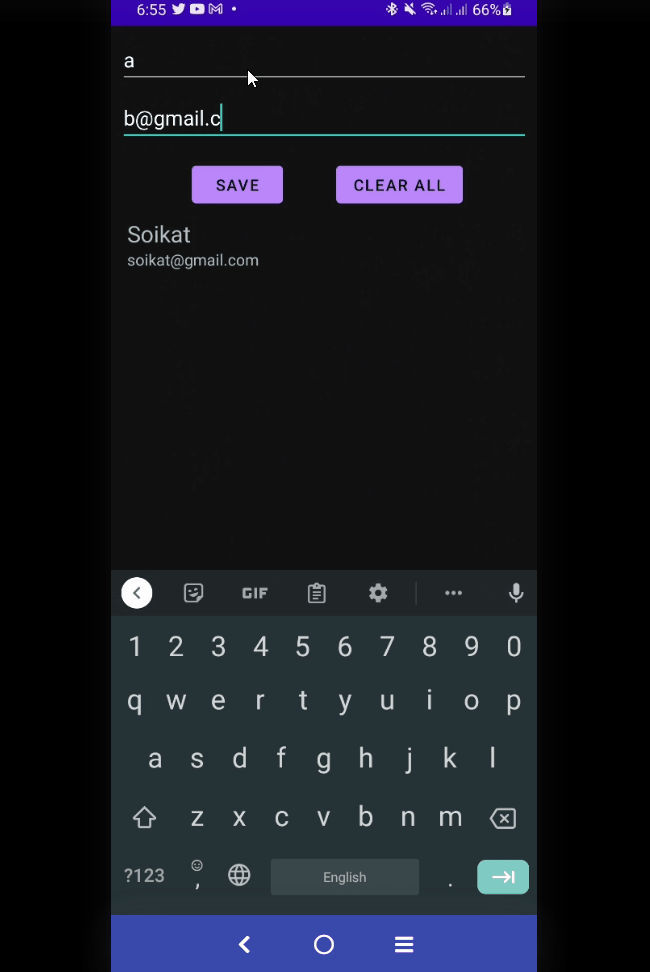 6:55 66%
a
b@gmail.c
SAVE CLEAR ALL
Soikat
soikat@gmail.com
GIF
1 2 3 4 5 6 7 8 9 0
q w e r t y u i o p
a s d f g h j k l
z x c v b n m
?123 , English .